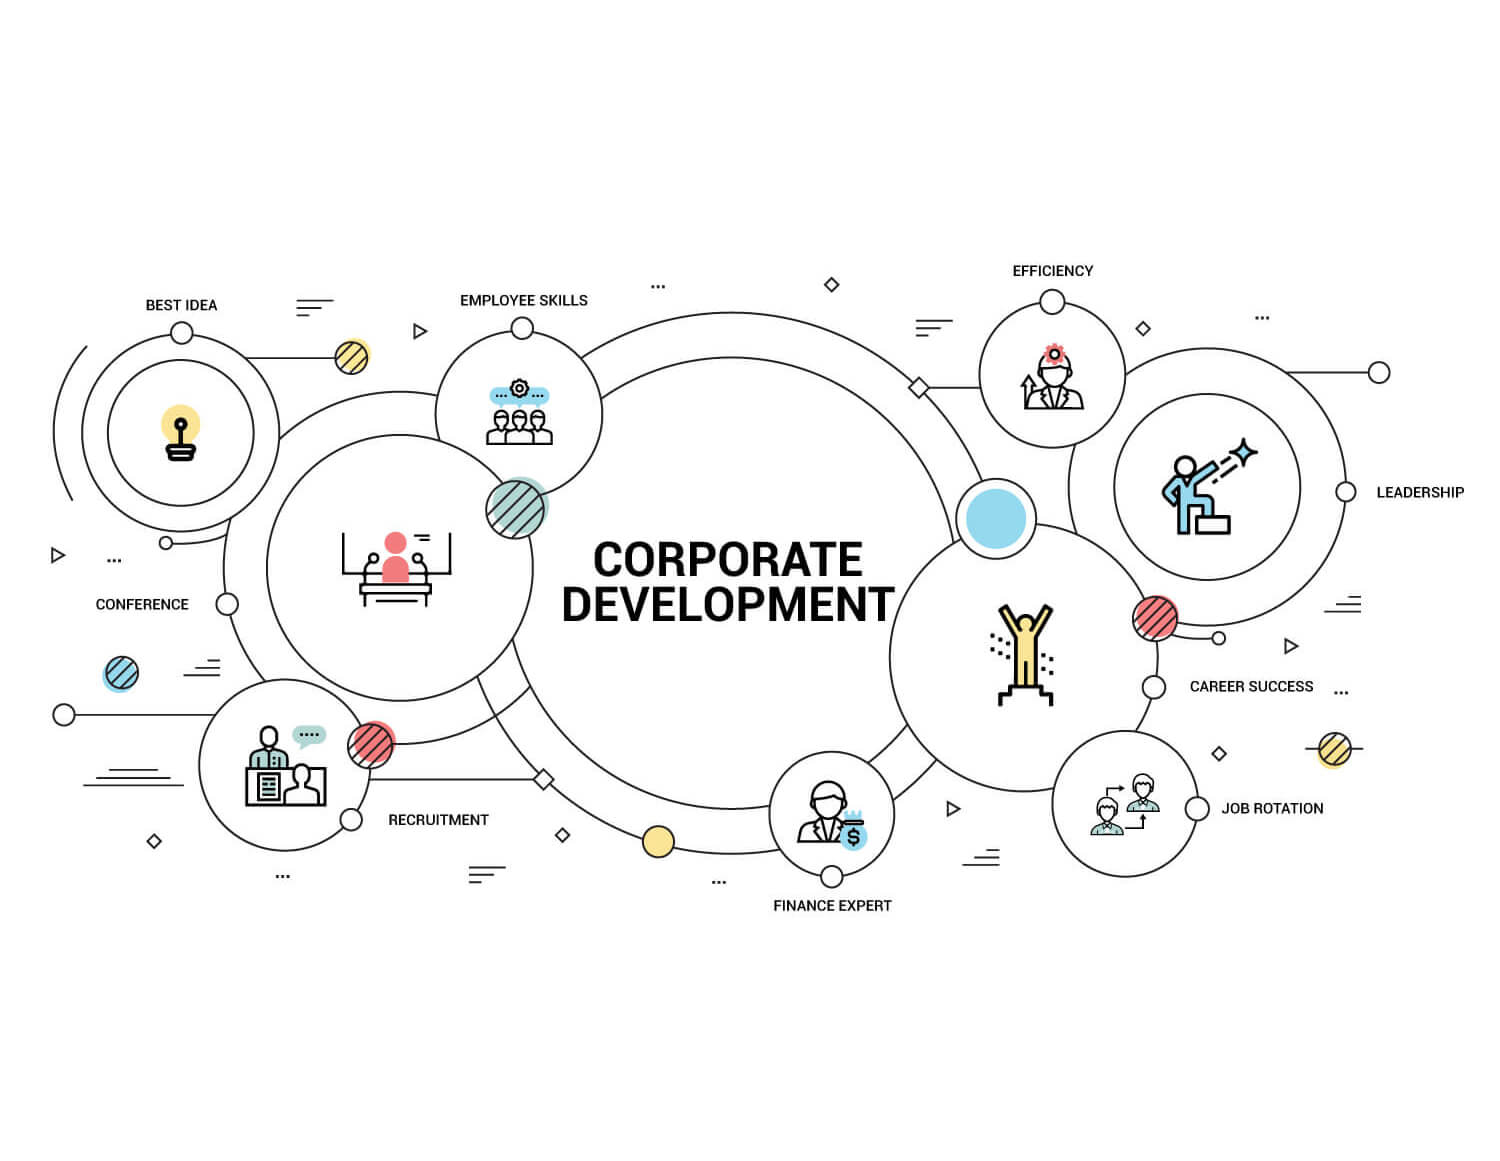 EFFICIENCY
BEST IDEA
EMPLOYEE SKILLS
LEADERSHIP
CORPORATE
DEVELOPMENT
CONFERENCE
CAREER SUCCESS
JOB ROTATION
RECRUITMENT
$
FINANCE EXPERT